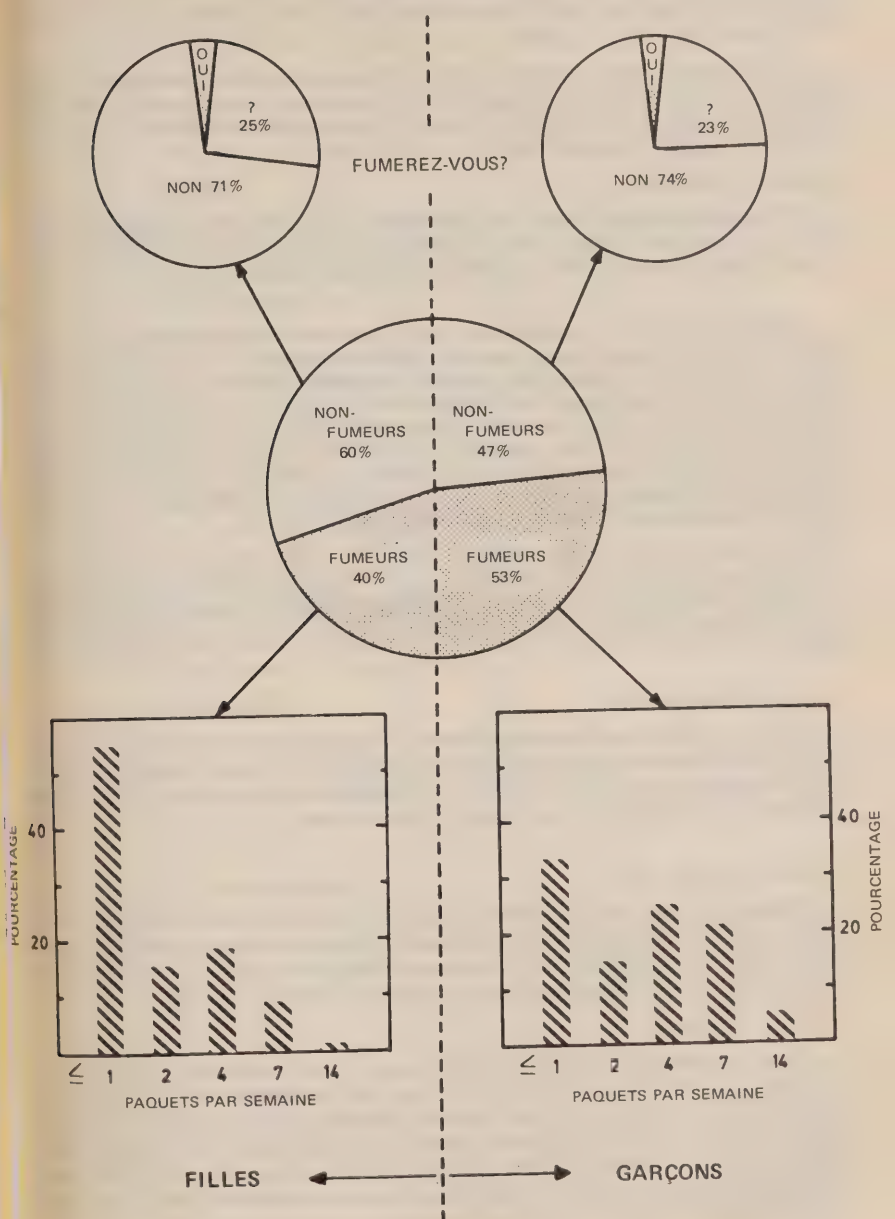 O
U
I
?
25%
NON 71%
FUMEREZ-VOUS?
O
U
I
?
23%
NON 74%
NON-
FUMEURS
60%
NON-
FUMEURS
47%
FUMEURS
40%
FUMEURS
53%
40
20
POURCENTAGE
≤ 1 2 4 7 14
PAQUETS PAR SEMAINE
40
20
POURCENTAGE
≤ 1 2 4 7 14
PAQUETS PAR SEMAINE
FILLES
GARÇONS